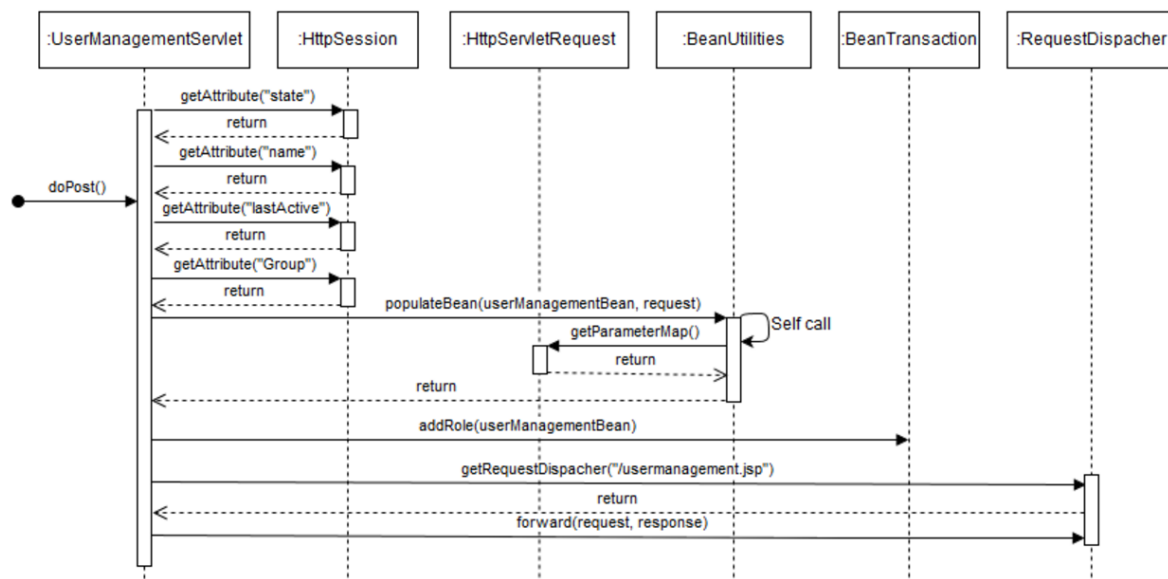 :UserManagementServlet
:HttpSession
:HttpServletRequest
:BeanUtilities
:BeanTransaction
:RequestDispacher
getAttribute("state")
return
getAttribute("name")
return
doPost()
getAttribute("lastActive")
return
getAttribute("Group")
return
populateBean(userManagementBean, request)
Self call
getParameterMap()
return
return
addRole(userManagementBean)
getRequestDispacher("/usermanagement.jsp")
return
forward(request, response)